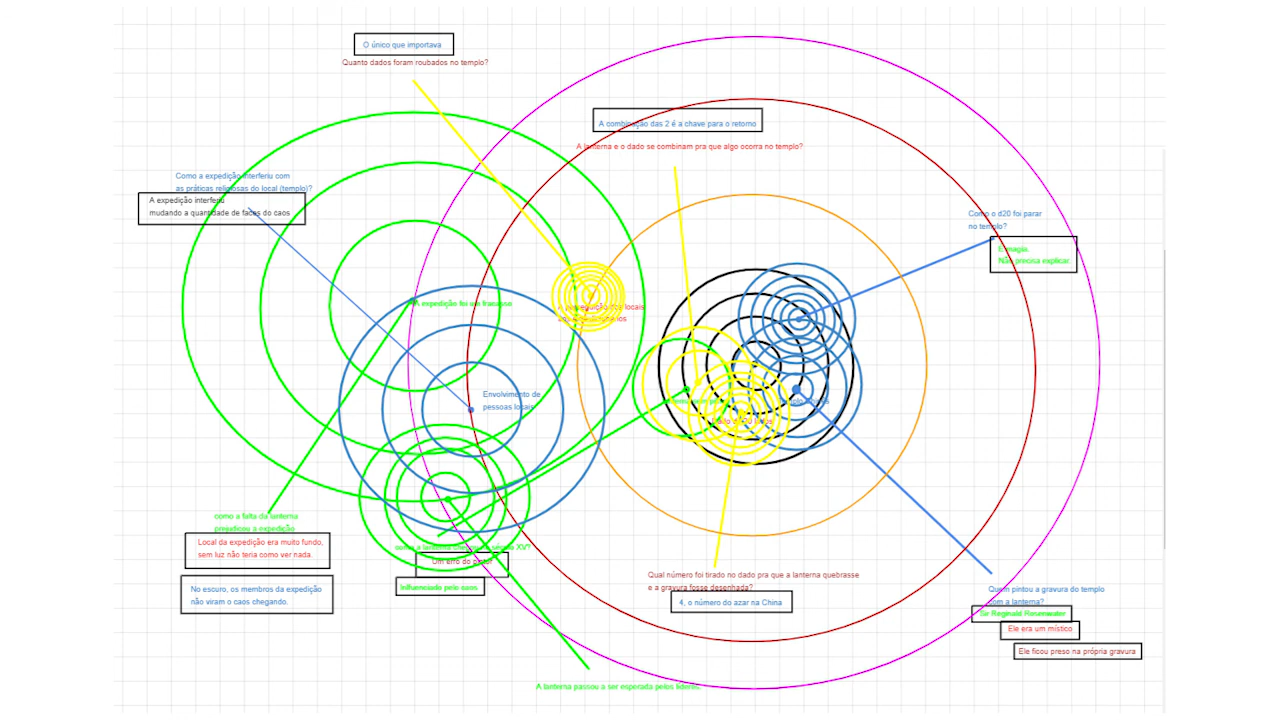 O único que importava
Quanto dados foram roubados no templo?
A combinação das 2 é a chave para o retorno
A lanterna e o dado se combinam pra que algo ocorra no templo?
Como a expedição interferiu com
as práticas religiosas do local (templo)?
A expedição interferiu
mudando a quantidade de faces do caos
Como o d20 foi parar
no templo?
É magia.
Não precisa explicar.
A expedição foi um fracasso
locais
Envolvimento de
pessoas locais
como a falta da lanterna
prejudicou a expedição
Local da expedição era muito fundo,
sem luz não teria como ver nada.
No escuro, os membros da expedição
não viram o caos chegando.
como a lanterna século XV?
Um erro do pintor
Influenciado pelo caos.
Qual número foi tirado no dado pra que a lanterna quebrasse
e a gravura fosse desenhada?
4, o número do azar na China
Quem pintou a gravura do templo
com a lanterna?
Sir Reginald Rosenwater
Ele era um místico
Ele ficou preso na própria gravura
A lanterna passou a ser esperada pelos líderes.